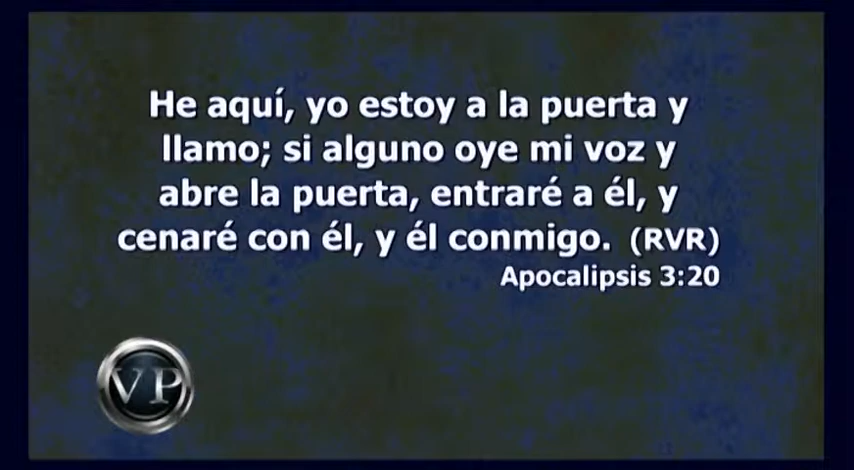 He aquí, yo estoy a la puerta y
llamo; si alguno oye mi voz y
abre la puerta, entraré a él, y
cenaré con él, y él conmigo. (RVR)
Apocalipsis 3:20
VP